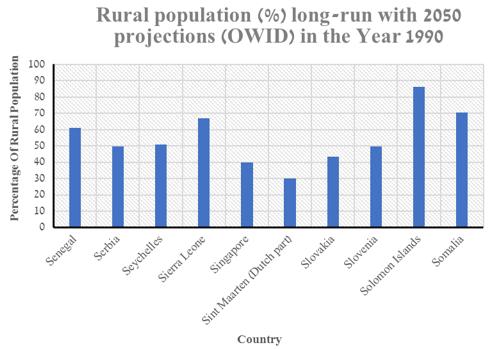 Rural population (%) long-run with 2050
projections (OWID) in the Year 1990
Percentage Of Rural Population
100
90
80
70
60
50
40
30
20
10
0
Senegal
Serbia
Seychelles
Sierra Leone
Singapore
Sint Maarten (Dutch part)
Slovakia
Slovenia
Solomon Islands
Somalia
Country